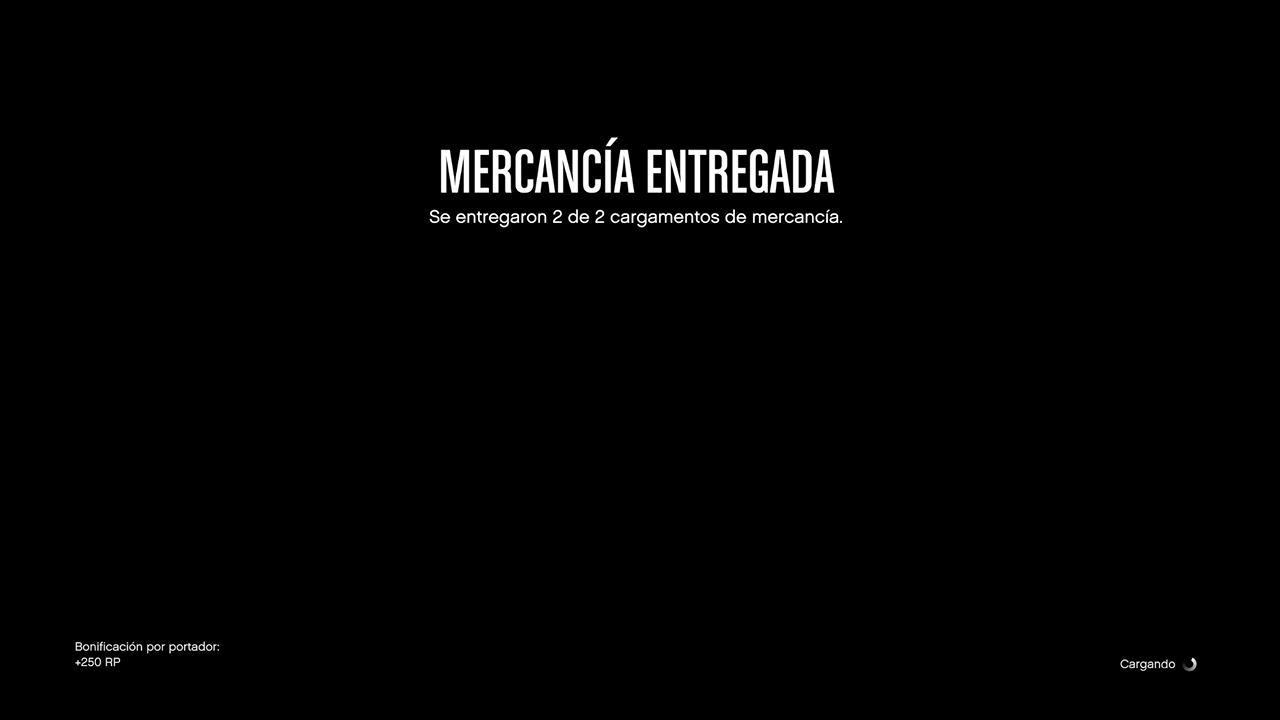 MERCANCÍA ENTREGADA
Se entregaron 2 de 2 cargamentos de mercancía.
Bonificación por portador:
+250 RP
Cargando